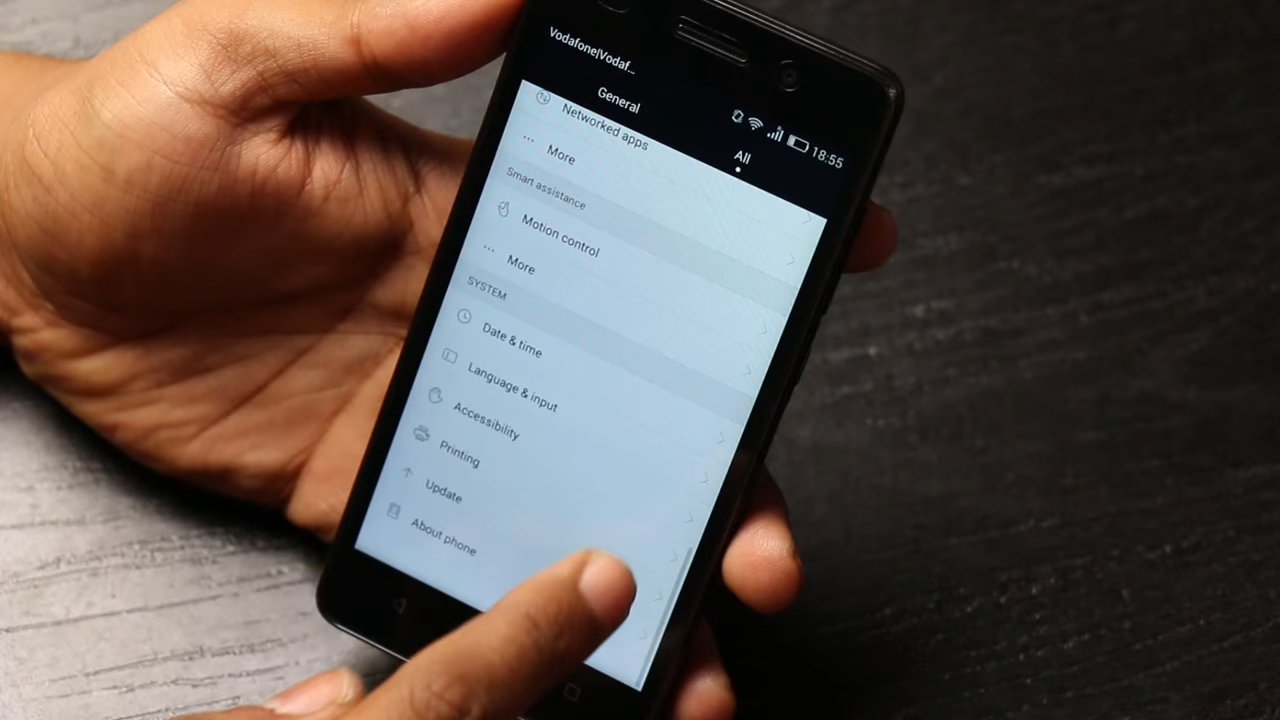 Vodafone|Vodaf...
18:55
General
All
Networked apps
More
Smart assistance
Motion control
More
SYSTEM
Date & time
Language & input
Accessibility
Printing
Update
About phone